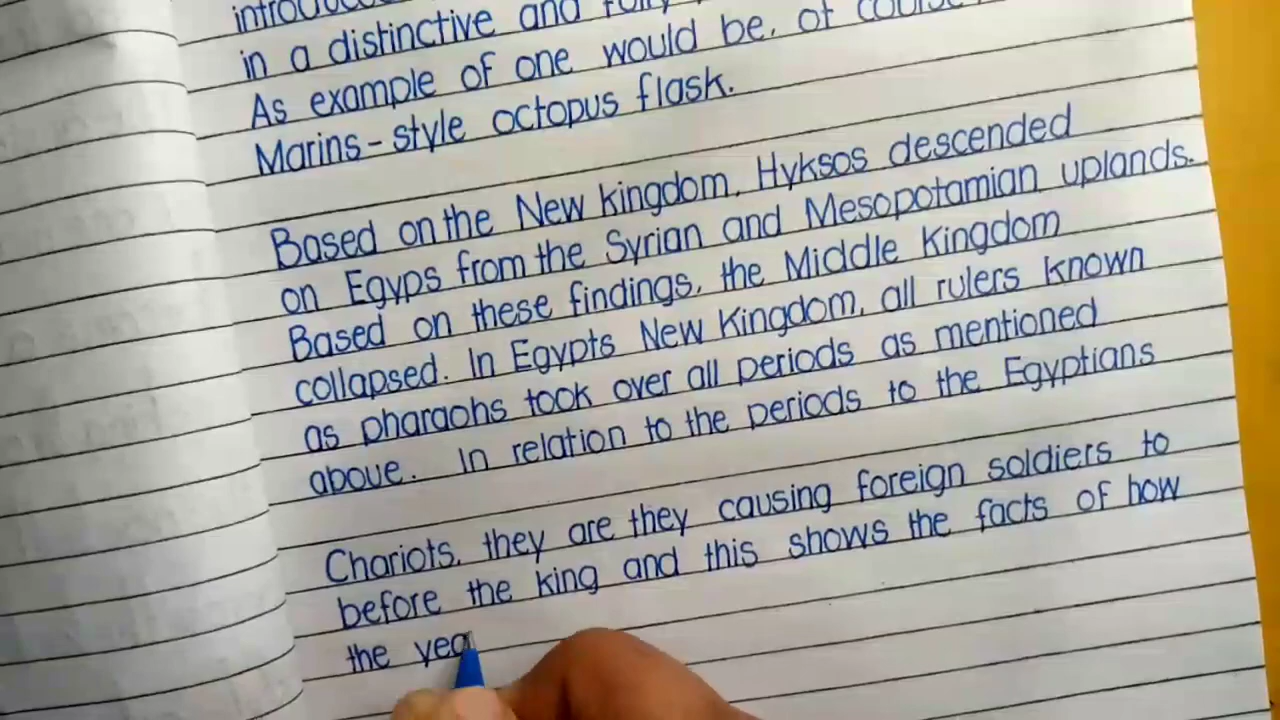 in a distinctive and
As example of one would be, of course
Marins-style octopus flask.
Based on the New Kingdom, Hyksos descended
on Egyps from the Syrian and Mesopotamian uplands.
Based on these findings, the Middle Kingdom
collapsed. In Egypts New Kingdom, all rulers known
as pharaohs took over all periods as mentioned
above. In relation to the periods to the Egyptians
Chariots, they are they causing foreign soldiers to
before the king and this shows the facts of how
the yea